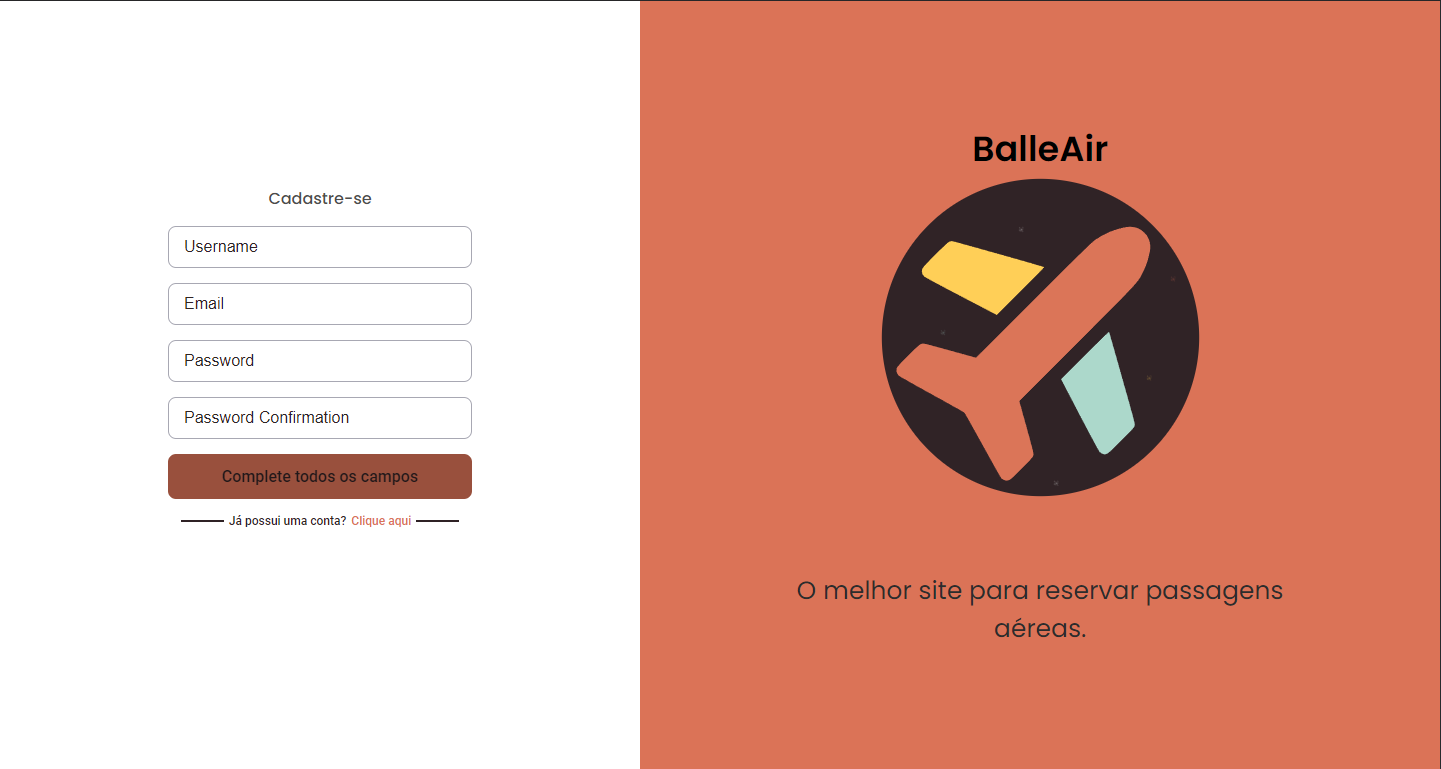 Cadastre-se
Username
Email
Password
Password Confirmation
Complete todos os campos
Já possui uma conta? Clique aqui
BalleAir
O melhor site para reservar passagens
aéreas.